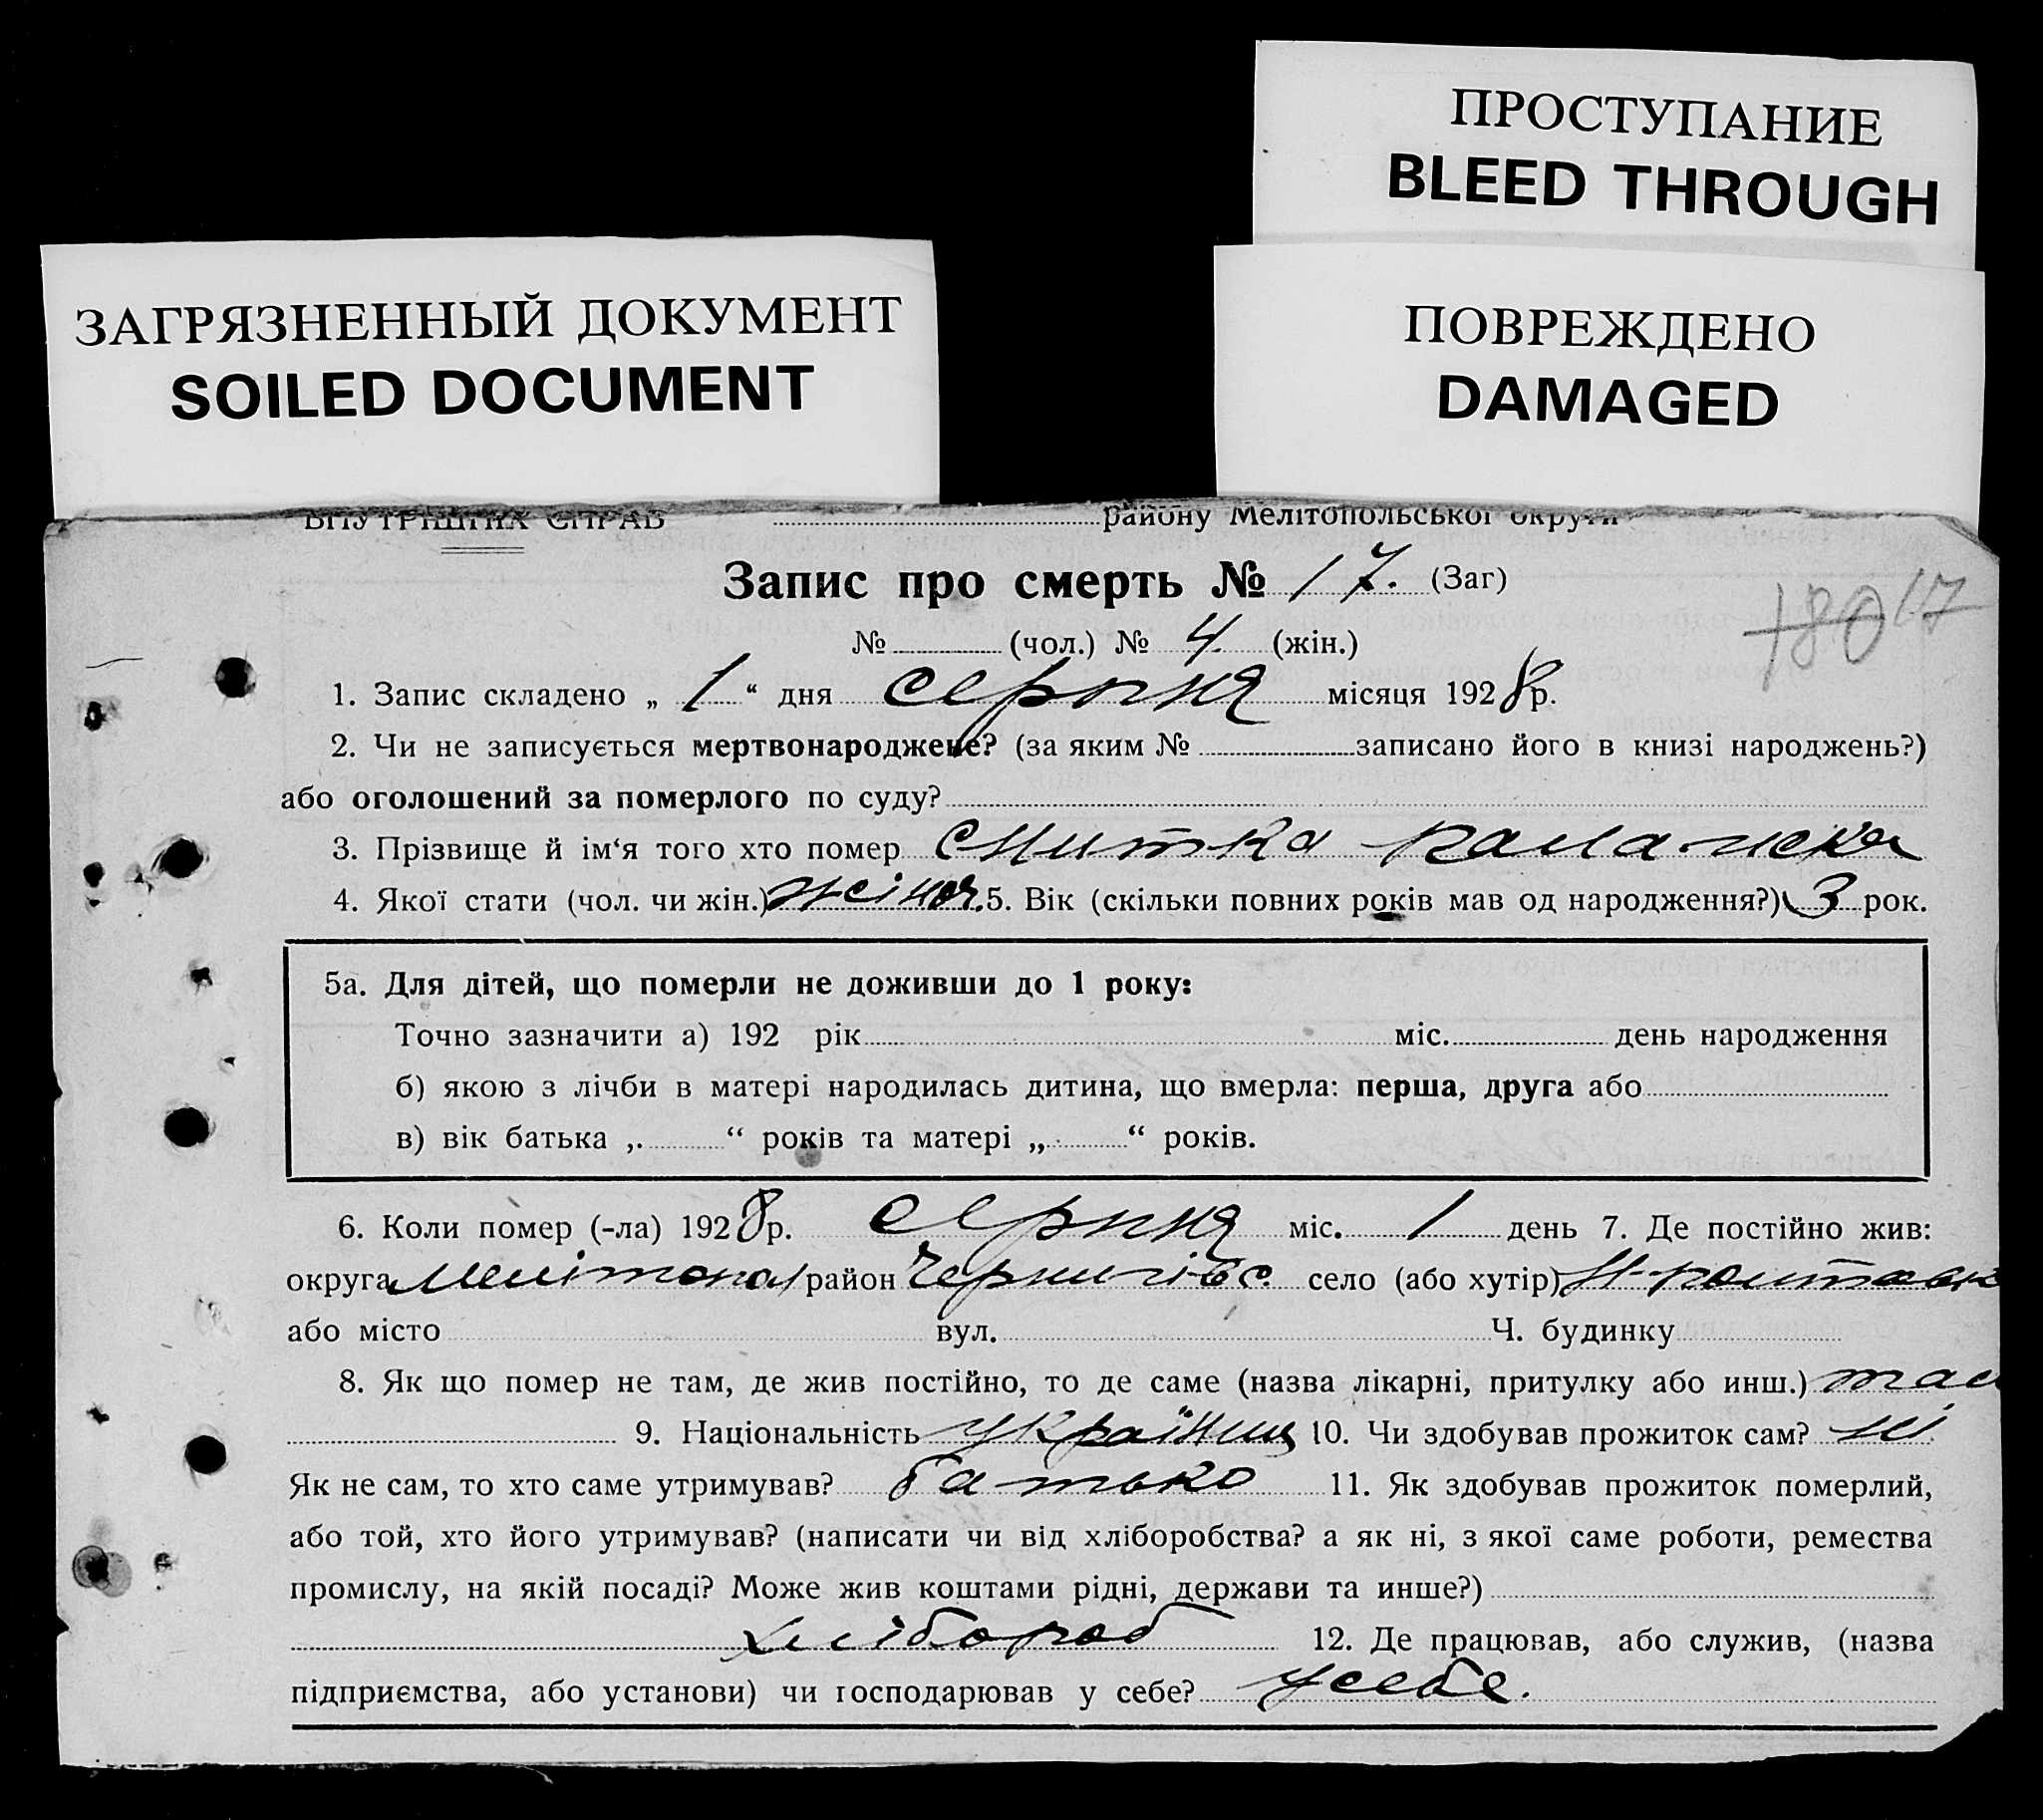 ПРОСТУПАНИЕ
BLEED THROUGH
ЗАГРЯЗНЕННЫЙ ДОКУМЕНТ
SOILED DOCUMENT
ПОВРЕЖДЕНО
DAMAGED
ВНУТРІШНІХ СПРАВ району Мелітопольської округи
Запис про смерть № 17. (Заг)
180 17
№ (чол.) № 4. (жін.)
1. Запис складено „ 1 “ дня серпня місяця 1928 р.
2. Чи не записується мертвонароджене? (за яким № записано його в книзі народжень?)
або оголошений за померлого по суду?
3. Прізвище й ім‘я того хто помер
4. Якої стати (чол. чи жін.) жіноч. 5. Вік (скільки повних років мав од народження?) 3 рок.
5а. Для дітей, що померли не доживши до 1 року:
Точно зазначити а) 192 рік міс. день народження
б) якою з лічби в матері народилась дитина, що вмерла: перша, друга або
в) вік батька ,. “ років та матері „ “ років.
6. Коли помер (-ла) 1928 р. серпня міс. 1 день 7. Де постійно жив:
округа Мелітопол район Чернигівс. село (або хутір)
або місто вул. Ч. будинку
8. Як що помер не там, де жив постійно, то де саме (назва лікарні, притулку або инш.) там
9. Національність україниц 10. Чи здобував прожиток сам? ні
Як не сам, то хто саме утримував? батько 11. Як здобував прожиток померлий,
або той, хто його утримував? (написати чи від хліборобства? а як ні, з якої саме роботи, ремества
промислу, на якій посаді? Може жив коштами рідні, держави та инше?)
хлібороб 12. Де працював, або служив, (назва
підприємства, або установи) чи господарював у себе? усебе.